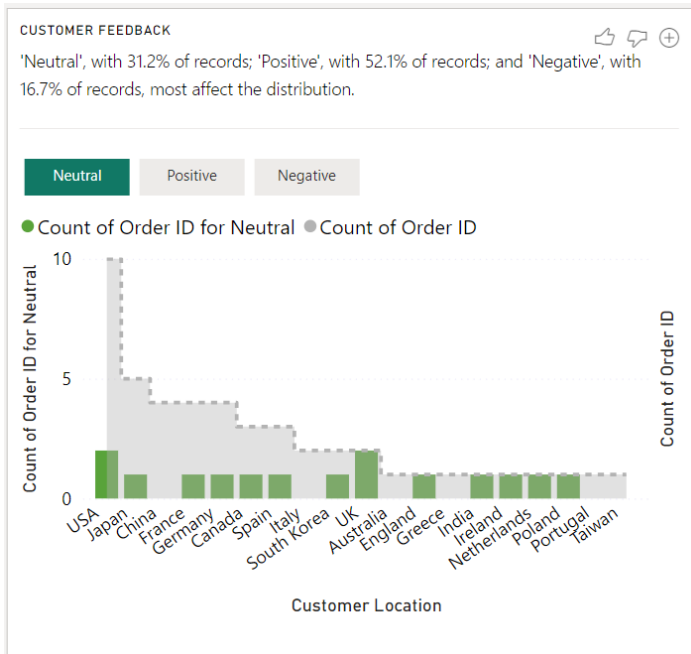 CUSTOMER FEEDBACK
'Neutral', with 31.2% of records; 'Positive', with 52.1% of records; and 'Negative', with
16.7% of records, most affect the distribution.
Neutral
Positive
Negative
Count of Order ID for Neutral
Count of Order ID
Count of Order ID for Neutral
10
5
0
Count of Order ID
USA
Japan
China
France
Germany
Canada
Spain
Italy
South Korea
UK
Australia
England
Greece
India
Ireland
Netherlands
Poland
Portugal
Taiwan
Customer Location